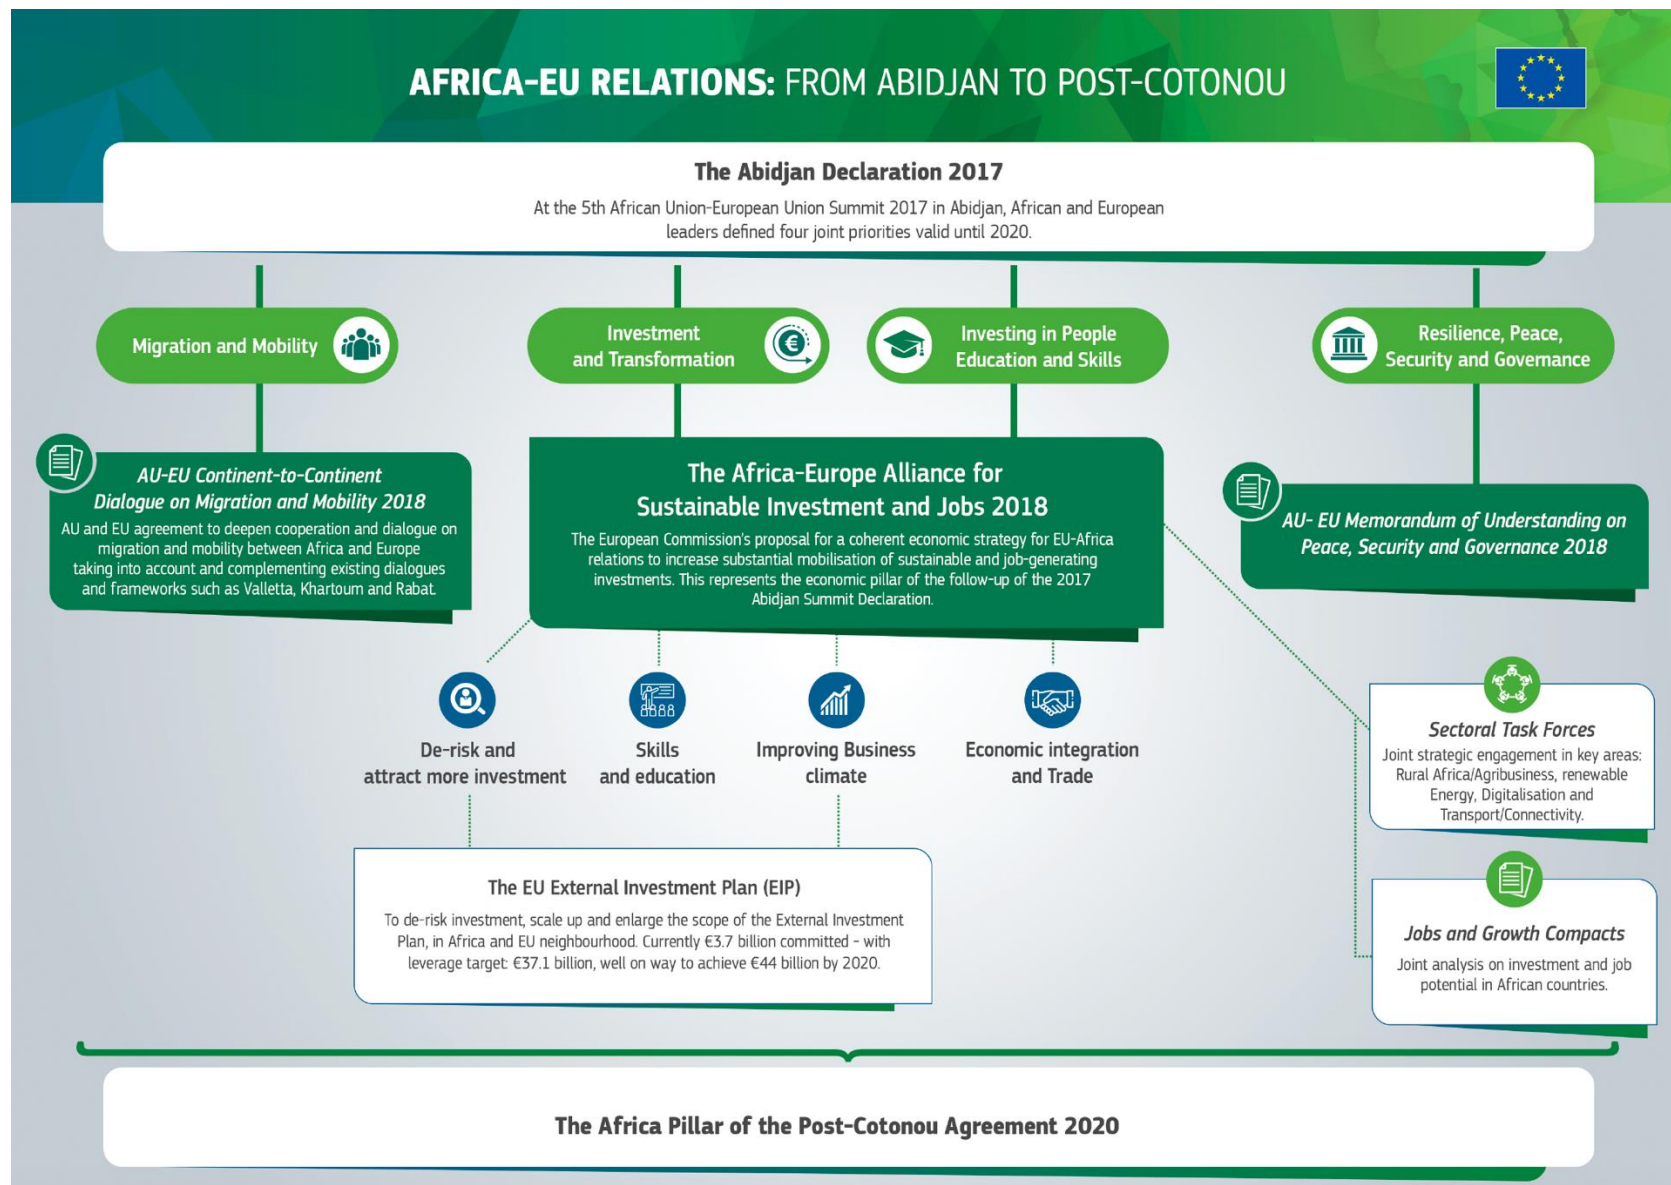 AFRICA-EU RELATIONS: FROM ABIDJAN TO POST-COTONOU
The Abidjan Declaration 2017
At the 5th African Union-European Union Summit 2017 in Abidjan, African and European
leaders defined four joint priorities valid until 2020.
Migration and Mobility
Investment
and Transformation
Investing in People
Education and Skills
Resilience, Peace,
Security and Governance
AU-EU Continent-to-Continent
Dialogue on Migration and Mobility 2018
AU and EU agreement to deepen cooperation and dialogue on
migration and mobility between Africa and Europe
taking into account and complementing existing dialogues
and frameworks such as Valletta, Khartoum and Rabat.
The Africa-Europe Alliance for
Sustainable Investment and Jobs 2018
The European Commission's proposal for a coherent economic strategy for EU-Africa
relations to increase substantial mobilisation of sustainable and job-generating
investments. This represents the economic pillar of the follow-up of the 2017
Abidjan Summit Declaration.
AU- EU Memorandum of Understanding on
Peace, Security and Governance 2018
De-risk and
attract more investment
Skills
and education
Improving Business
climate
Economic integration
and Trade
Sectoral Task Forces
Joint strategic engagement in key areas:
Rural Africa/Agribusiness, renewable
Energy, Digitalisation and
Transport/Connectivity.
The EU External Investment Plan (EIP)
To de-risk investment, scale up and enlarge the scope of the External Investment
Plan, in Africa and EU neighbourhood. Currently €3.7 billion committed - with
leverage target: €37.1 billion, well on way to achieve €44 billion by 2020.
Jobs and Growth Compacts
Joint analysis on investment and job
potential in African countries.
The Africa Pillar of the Post-Cotonou Agreement 2020